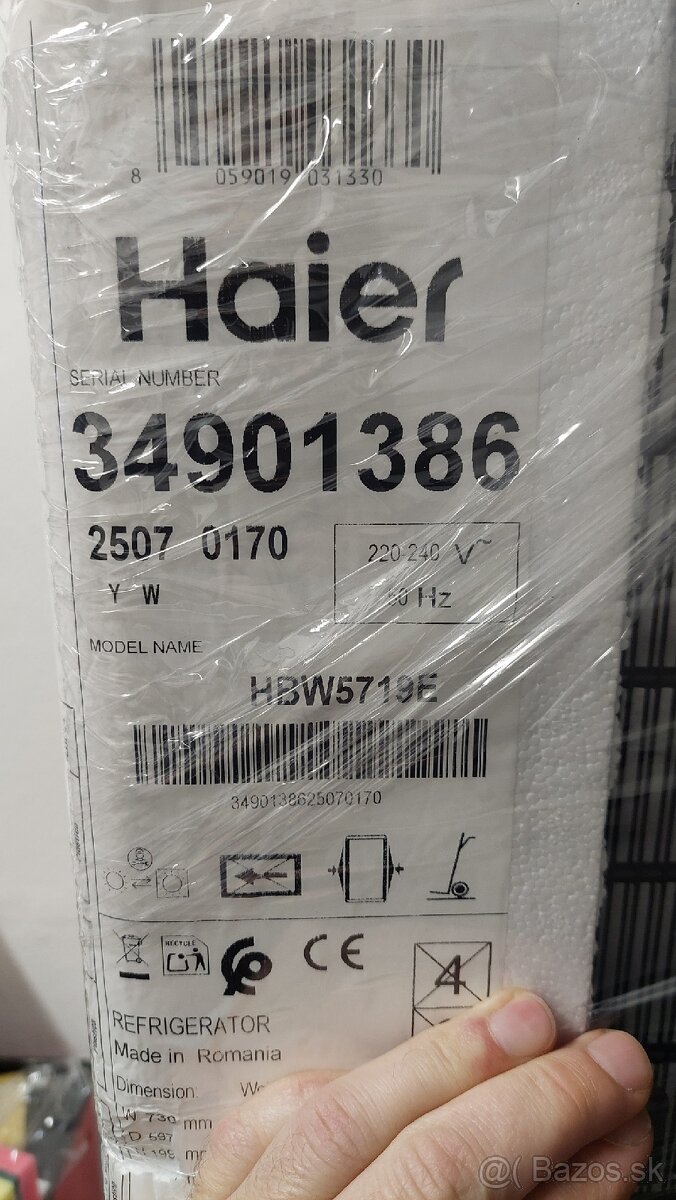 8 059019 031330
Haier
SERIAL NUMBER
34901386
2507 0170
Y W
220-240 V~
Hz
MODEL NAME
HBW5719E
3490138625070170
RECYCLE
CE
4
REFRIGERATOR
Made in Romania
Dimension
W 730 mm
D 597
@( Bazos.sk